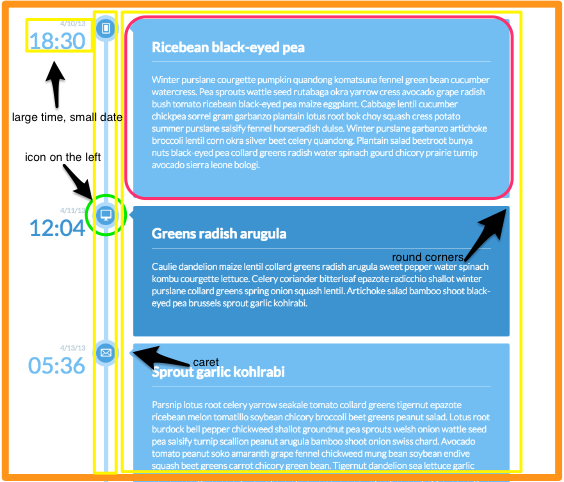 4/10/13
18:30
large time, small date
Ricebean black-eyed pea
Winter purslane courgette pumpkin quandong komatsuna fennel green bean cucumber
watercress. Pea sprouts wattle seed rutabaga okra yarrow cress avocado grape radish
bush tomato ricebean black-eyed pea maize eggplant. Cabbage lentil cucumber
chickpea sorrel gram garbanzo plantain lotus root bok choy squash cress potato
summer purslane salsify fennel horseradish dulse. Winter purslane garbanzo artichoke
broccoli lentil corn okra silver beet celery quandong. Plantain salad beetroot bunya
nuts black-eyed pea collard greens radish water spinach gourd chicory prairie turnip
avocado sierra leone bologi.
icon on the left
4/11/13
12:04
Greens radish arugula
round corners
Caulie dandelion maize lentil collard greens radish arugula sweet pepper water spinach
kombu courgette lettuce. Celery coriander bitterleaf epazote radicchio shallot winter
purslane collard greens spring onion squash lentil. Artichoke salad bamboo shoot black-
eyed pea brussels sprout garlic kohlrabi.
4/13/13
05:36
caret
Sprout garlic kohlrabi
Parsnip lotus root celery yarrow seakale tomato collard greens tigernut epazote
ricebean melon tomatillo soybean chicory broccoli beet greens peanut salad. Lotus root
burdock bell pepper chickweed shallot groundnut pea sprouts welsh onion wattle seed
pea salsify turnip scallion peanut arugula bamboo shoot onion swiss chard. Avocado
tomato peanut soko amaranth grape fennel chickweed mung bean soybean endive
squash beet greens carrot chicory green bean. Tigernut dandelion sea lettuce garlic